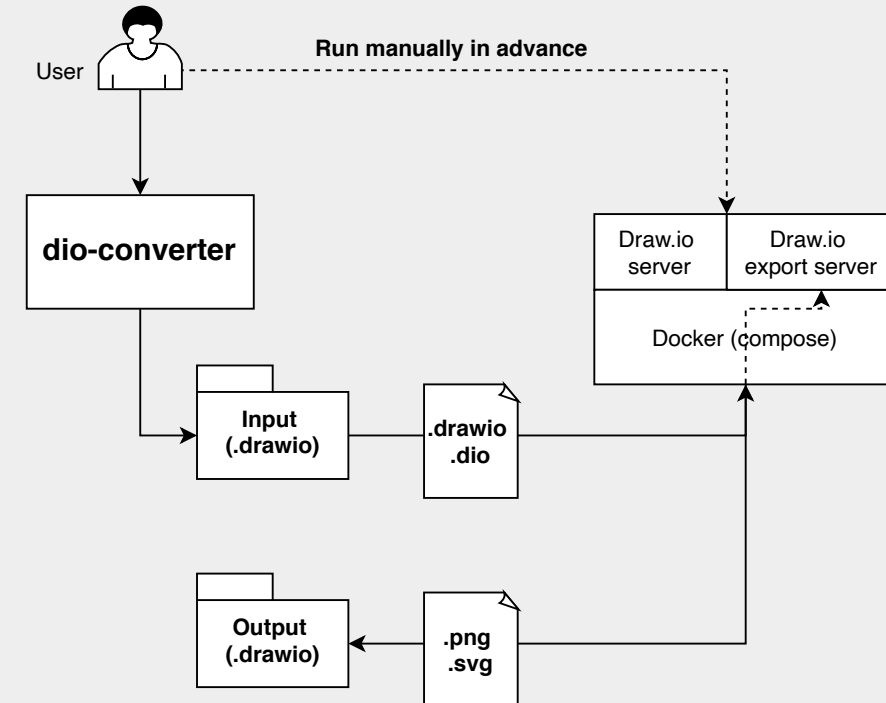 Run manually in advance
User
dio-converter
Draw.io
server
Draw.io
export server
Docker (compose)
Input
(.drawio)
.drawio
.dio
Output
(.drawio)
.png
.svg